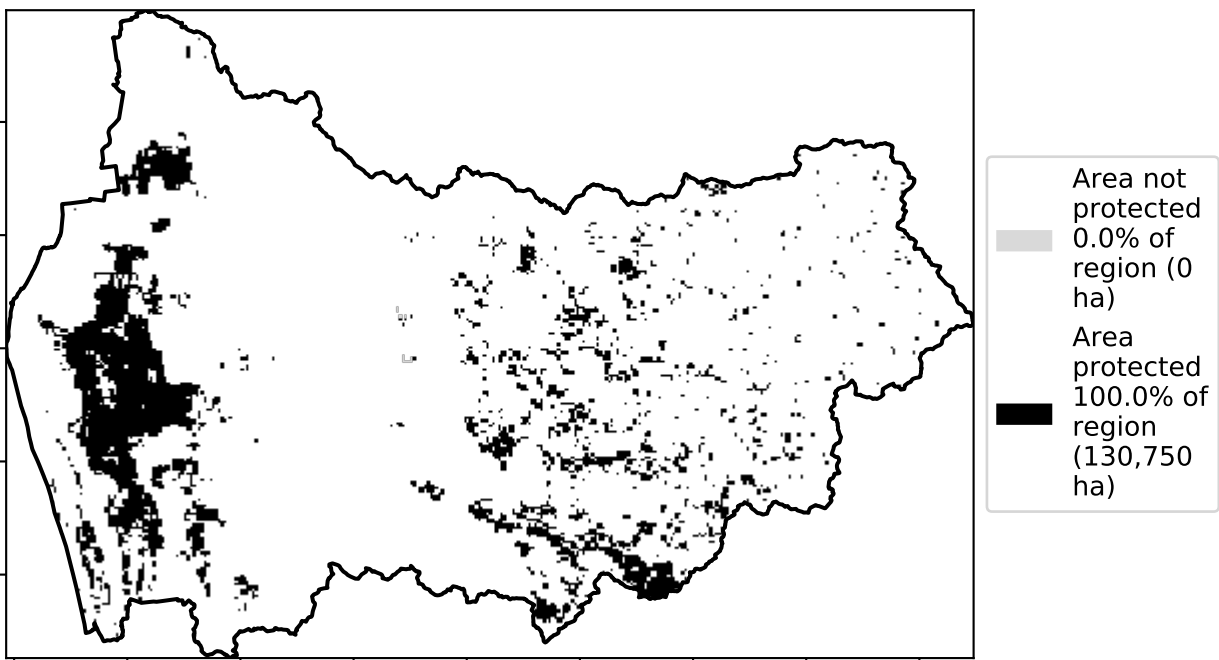 Area not
protected
0.0% of
region (0
ha)
Area
protected
100.0% of
region
(130,750
ha)